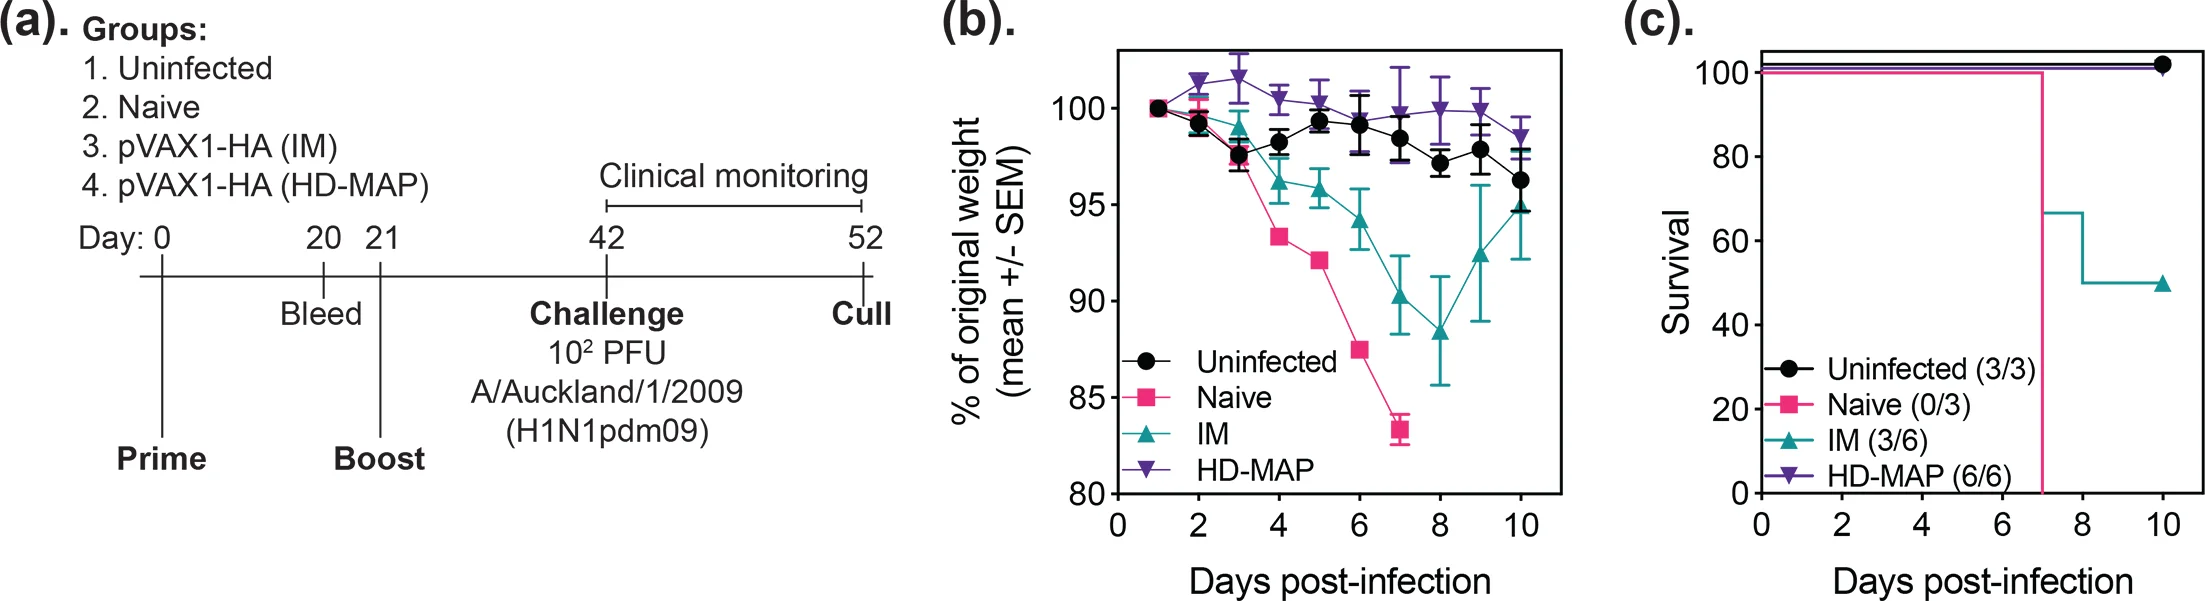 (a).
Groups:
1. Uninfected
2. Naive
3. pVAX1-HA (IM)
4. pVAX1-HA (HD-MAP)
Clinical monitoring
Day: 0 20 21 42 52
Bleed
Challenge
Cull
10² PFU
A/Auckland/1/2009
(H1N1pdm09)
Prime
Boost
(b).
% of original weight
(mean +/- SEM)
100
95
90
85
80
Uninfected
Naive
IM
HD-MAP
0 2 4 6 8 10
Days post-infection
(c).
Survival
100
80
60
40
20
0
Uninfected (3/3)
Naive (0/3)
IM (3/6)
HD-MAP (6/6)
0 2 4 6 8 10
Days post-infection